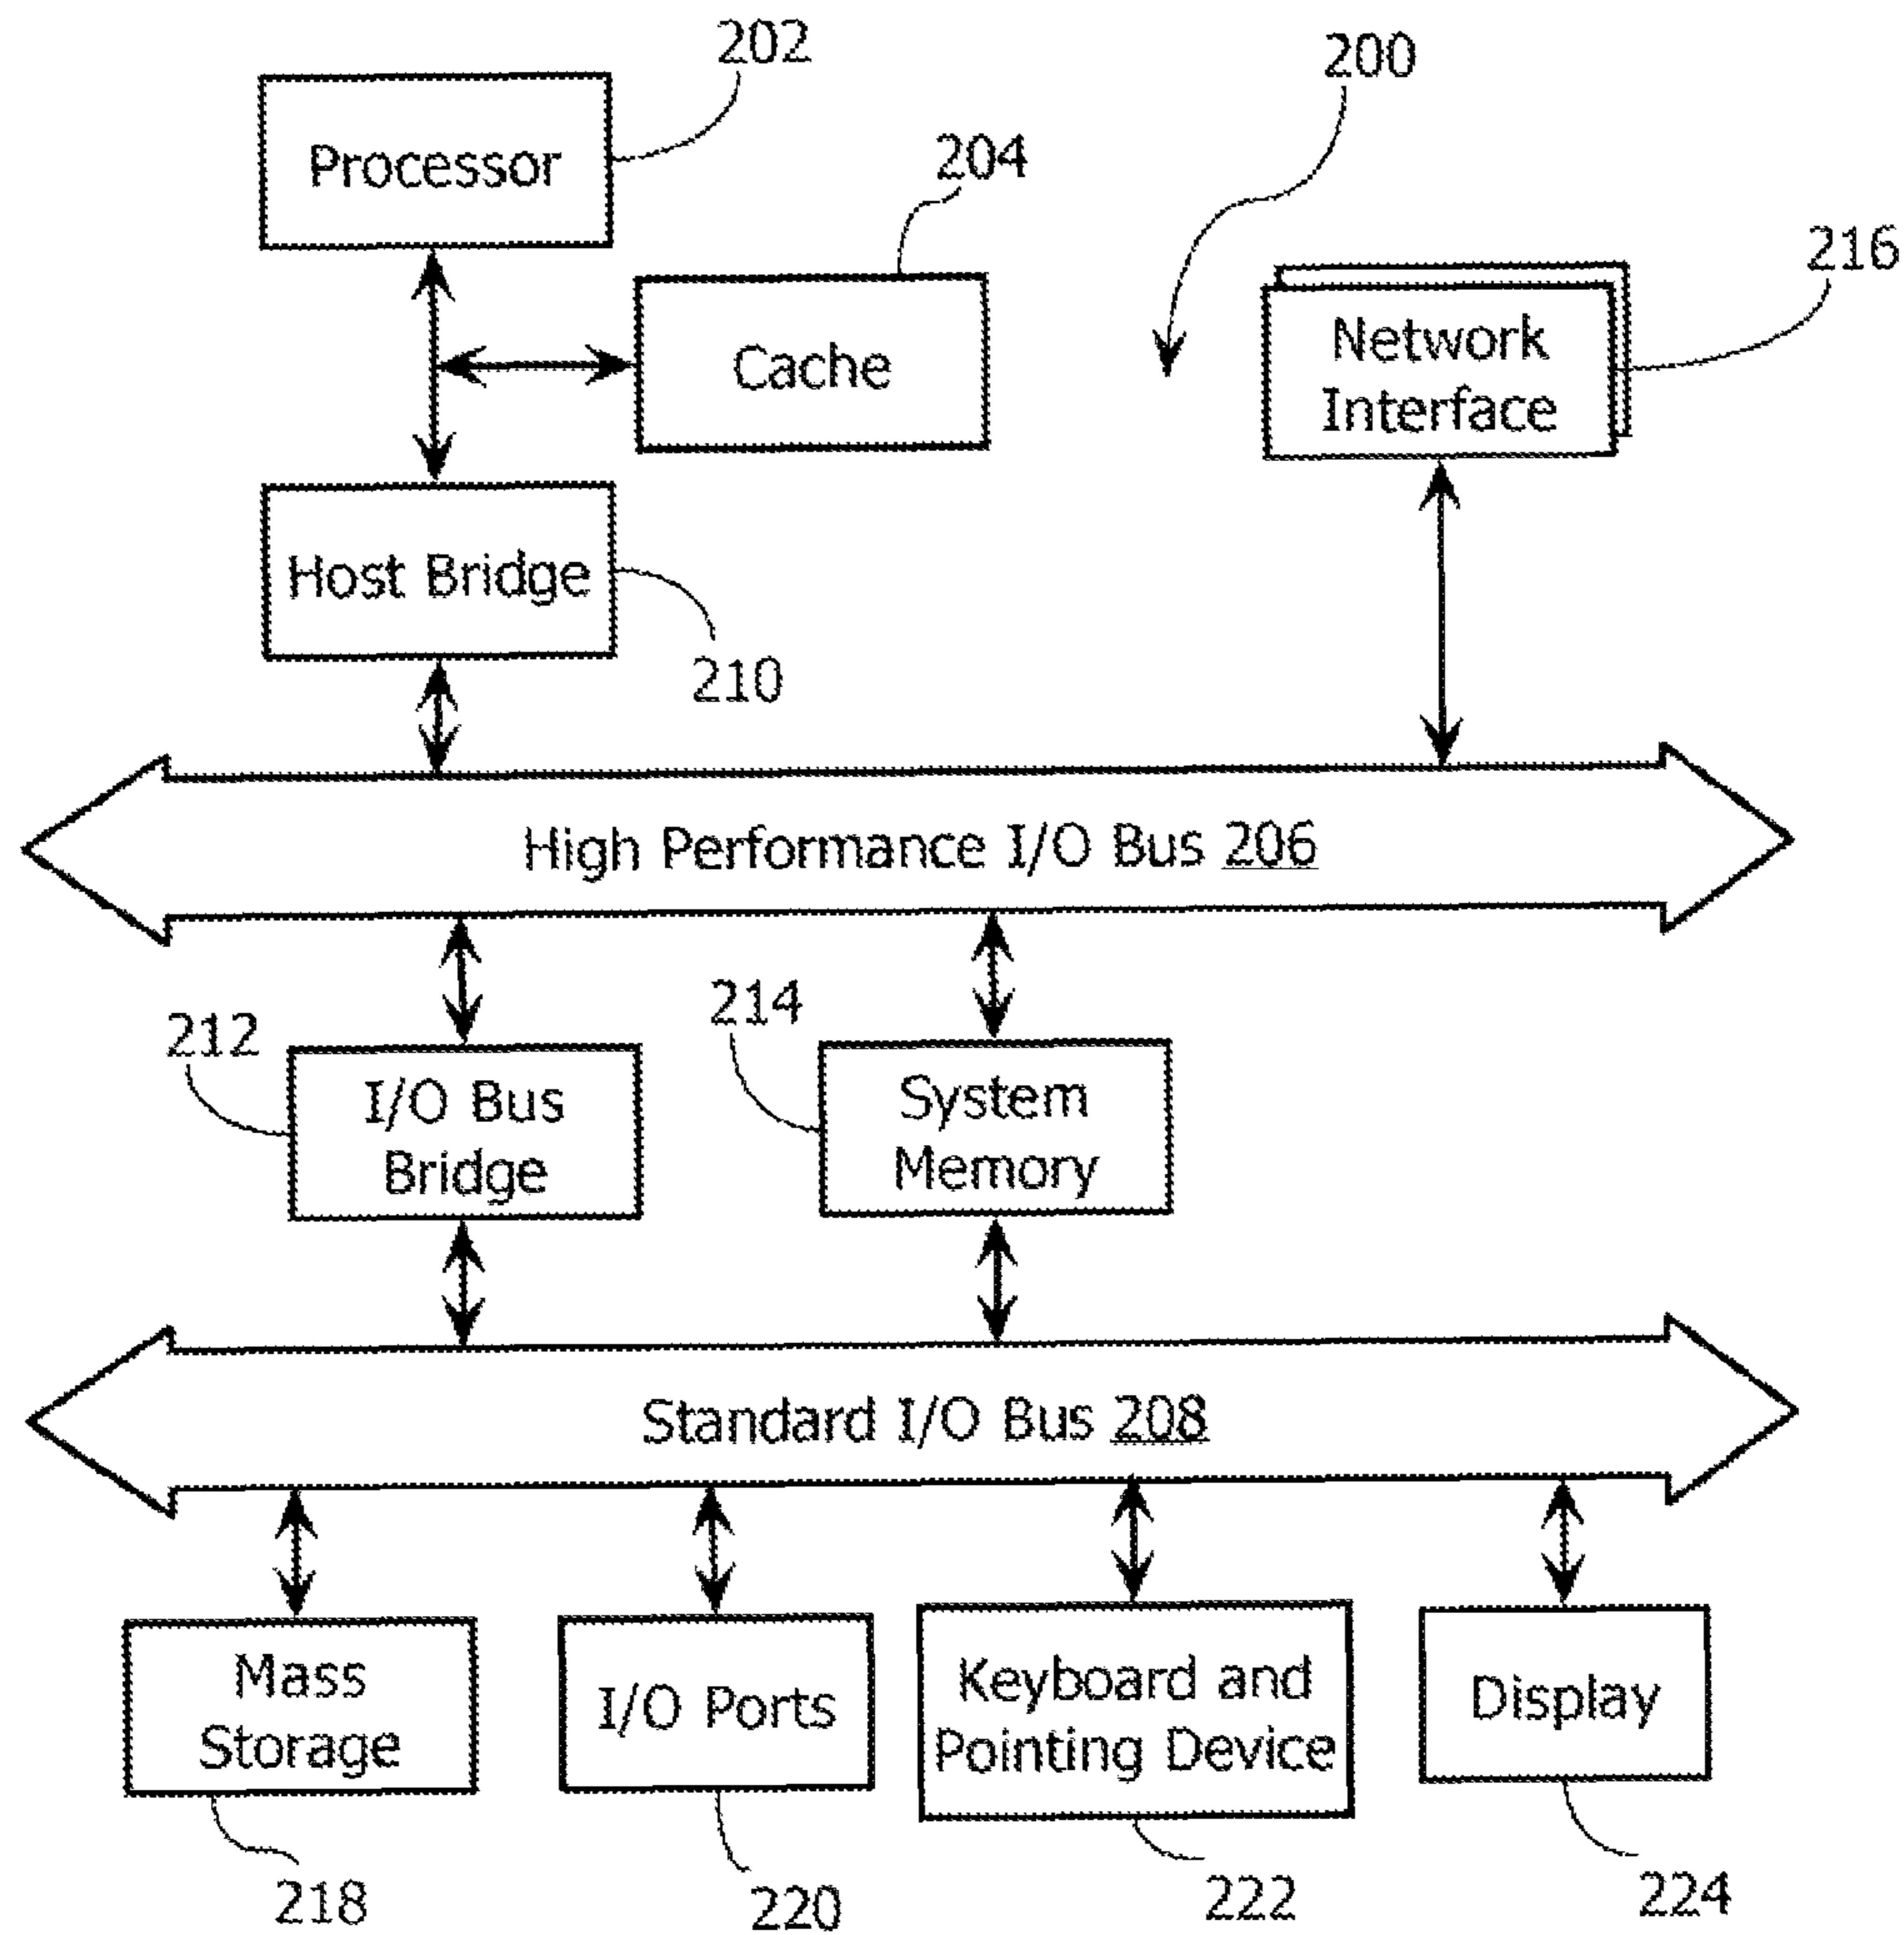 202
200
Processor
204
216
Cache
Network
Interface
Host Bridge
210
High Performance I/O Bus 206
212
214
I/O Bus
Bridge
System
Memory
Standard I/O Bus 208
Mass
Storage
I/O Ports
Keyboard and
Pointing Device
Display
218
220
222
224